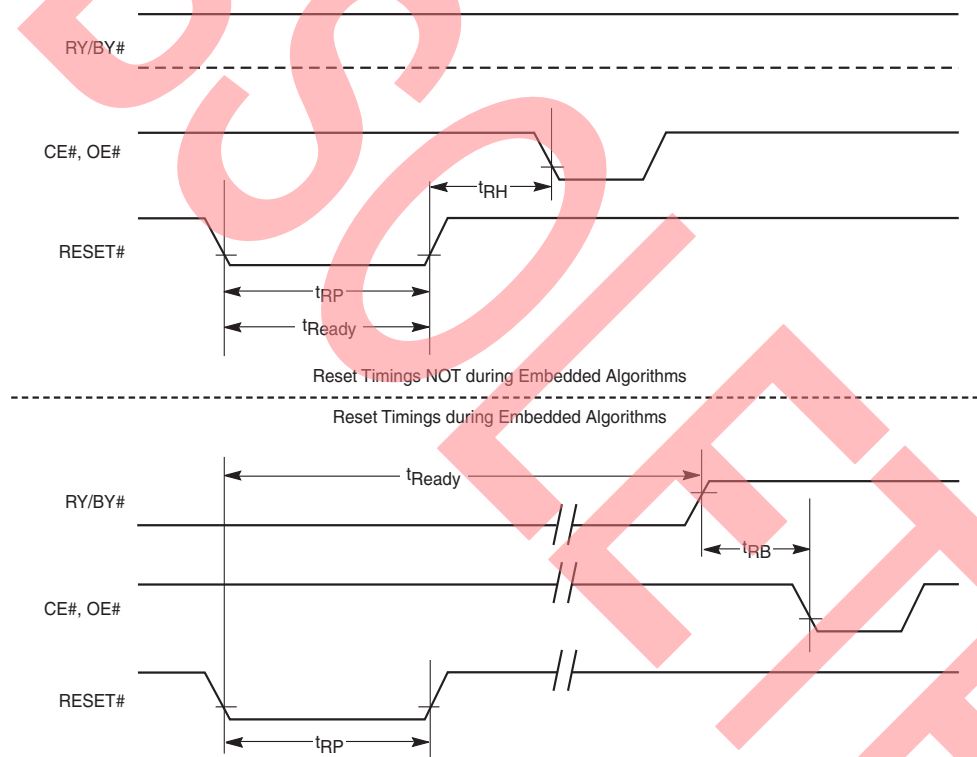 RY/BY#
CE#, OE#
tRH
RESET#
tRP
tReady
Reset Timings NOT during Embedded Algorithms
Reset Timings during Embedded Algorithms
tReady
RY/BY#
tRB
CE#, OE#
RESET#
tRP